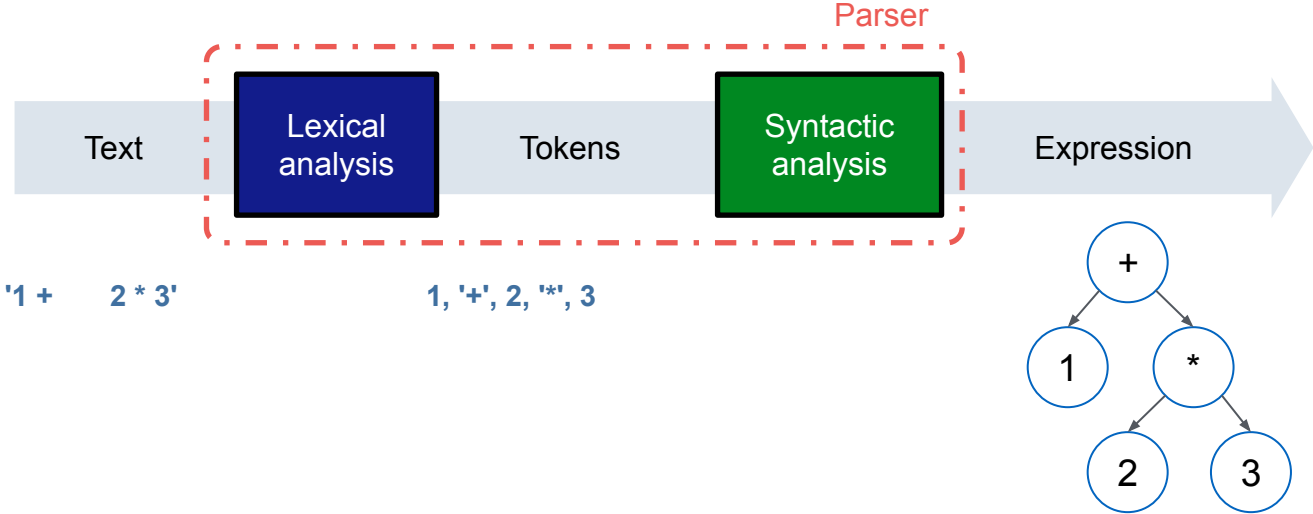 Parser
Text
Lexical
analysis
Tokens
Syntactic
analysis
Expression
'1 + 2 * 3'
1, '+', 2, '*', 3
+
1
*
2
3